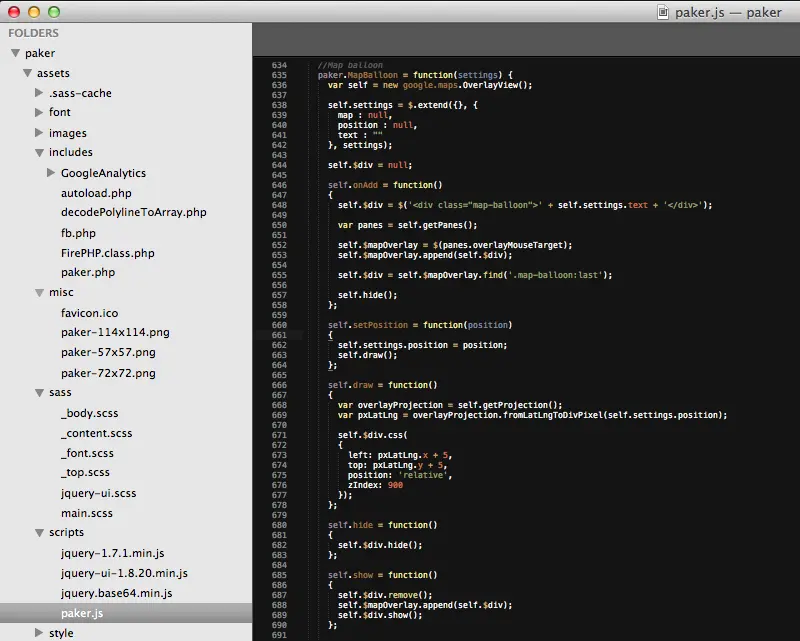 paker.js — paker
FOLDERS
paker
assets
.sass-cache
font
images
includes
GoogleAnalytics
autoload.php
decodePolylineToArray.php
fb.php
FirePHP.class.php
paker.php
misc
favicon.ico
paker-114x114.png
paker-57x57.png
paker-72x72.png
sass
_body.scss
_content.scss
_font.scss
_top.scss
jquery-ui.scss
main.scss
scripts
jquery-1.7.1.min.js
jquery-ui-1.8.20.min.js
jquery.base64.min.js
paker.js
style
634 //Map balloon
635 paker.MapBalloon = function(settings) {
636 var self = new google.maps.OverlayView();
637
638 self.settings = $.extend({}, {
639 map : null,
640 position : null,
641 text : ""
642 }, settings);
643
644 self.$div = null;
645
646 self.onAdd = function()
647 {
648 self.$div = $('<div class="map-balloon">' + self.settings.text + '</div>');
649
650 var panes = self.getPanes();
651
652 self.$mapOverlay = $(panes.overlayMouseTarget);
653 self.$mapOverlay.append(self.$div);
654
655 self.$div = self.$mapOverlay.find('.map-balloon:last');
656
657 self.hide();
658 };
659
660 self.setPosition = function(position)
661 {
662 self.settings.position = position;
663 self.draw();
664 };
665
666 self.draw = function()
667 {
668 var overlayProjection = self.getProjection();
669 var pxLatLng = overlayProjection.fromLatLngToDivPixel(self.settings.position);
670
671 self.$div.css(
672 {
673 left: pxLatLng.x + 5,
674 top: pxLatLng.y + 5,
675 position: 'relative',
676 zIndex: 900
677 });
678 };
679
680 self.hide = function()
681 {
682 self.$div.hide();
683 };
684
685 self.show = function()
686 {
687 self.$div.remove();
688 self.$mapOverlay.append(self.$div);
689 self.$div.show();
690 };
691